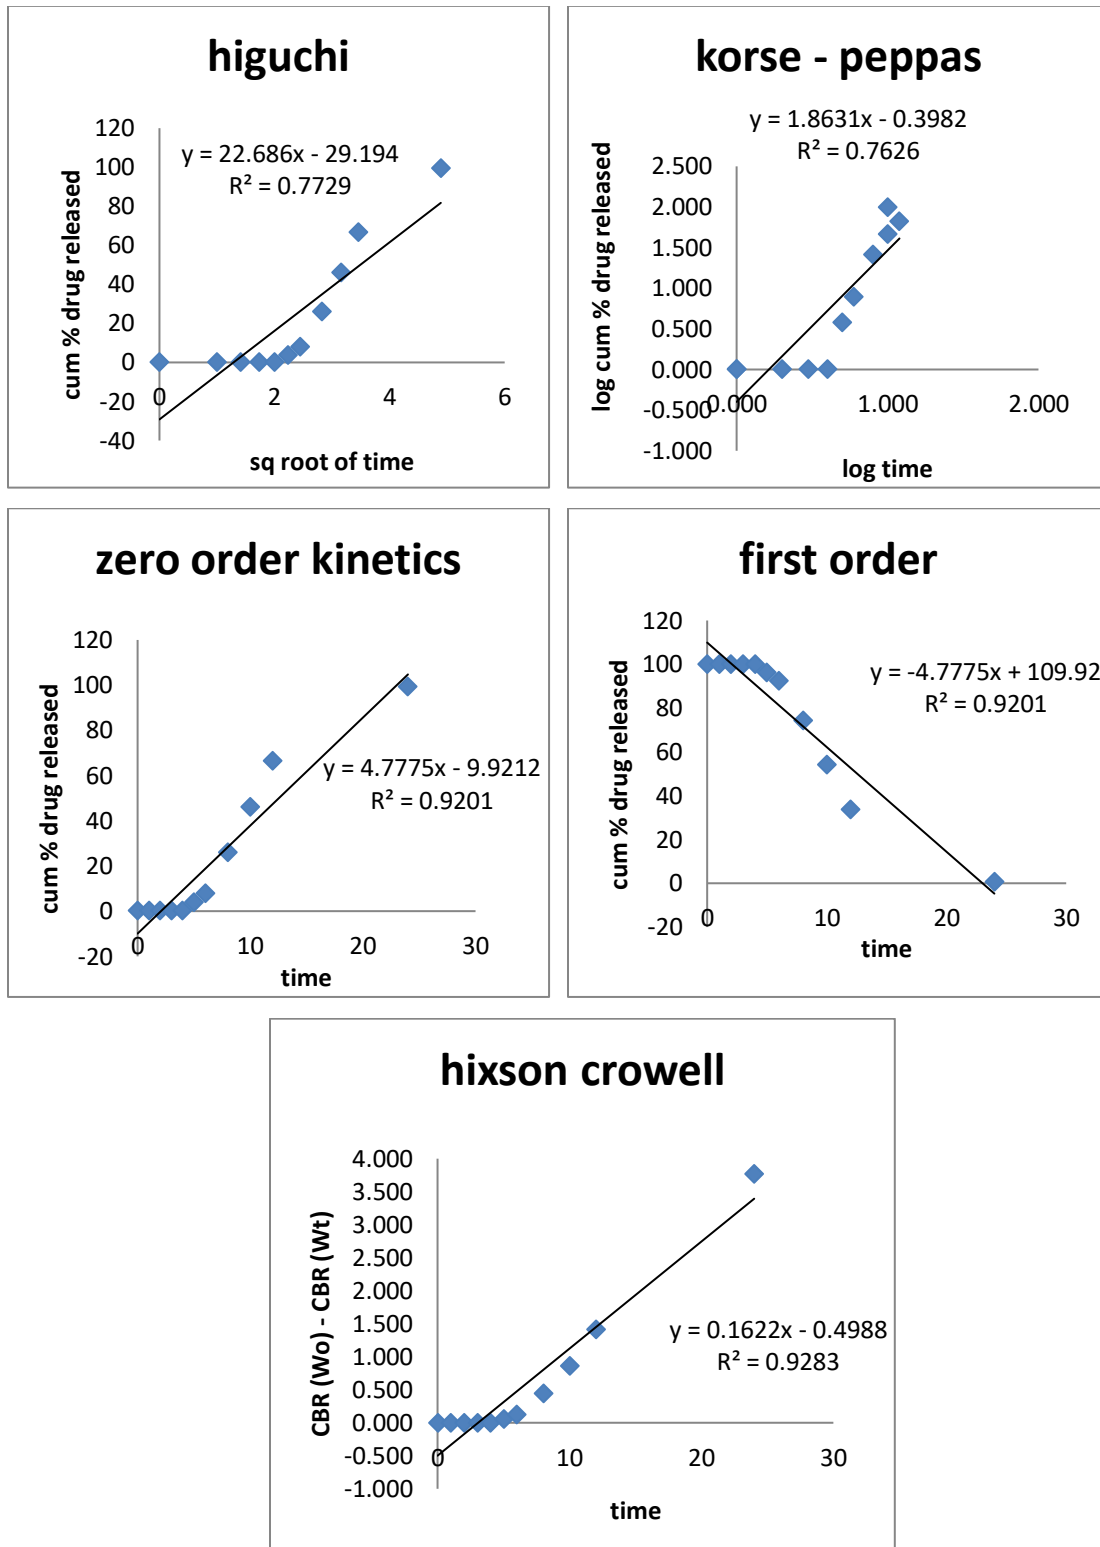 higuchi
y = 22.686x - 29.194
R² = 0.7729
120
100
80
60
40
20
0
-20
-40
0 2 4 6
cum % drug released
sq root of time
korse - peppas
y = 1.8631x - 0.3982
R² = 0.7626
2.500
2.000
1.500
1.000
0.500
0.000
-0.500
-1.000
0.000 1.000 2.000
log cum % drug released
log time
zero order kinetics
120
100
80
60
40
20
0
-20
0 10 20 30
y = 4.7775x - 9.9212
R² = 0.9201
cum % drug released
time
first order
120
100
80
60
40
20
0
-20
0 10 20 30
y = -4.7775x + 109.92
R² = 0.9201
cum % drug released
time
hixson crowell
4.000
3.500
3.000
2.500
2.000
1.500
1.000
0.500
0.000
-0.500
-1.000
0 10 20 30
y = 0.1622x - 0.4988
R² = 0.9283
CBR (Wo) - CBR (Wt)
time